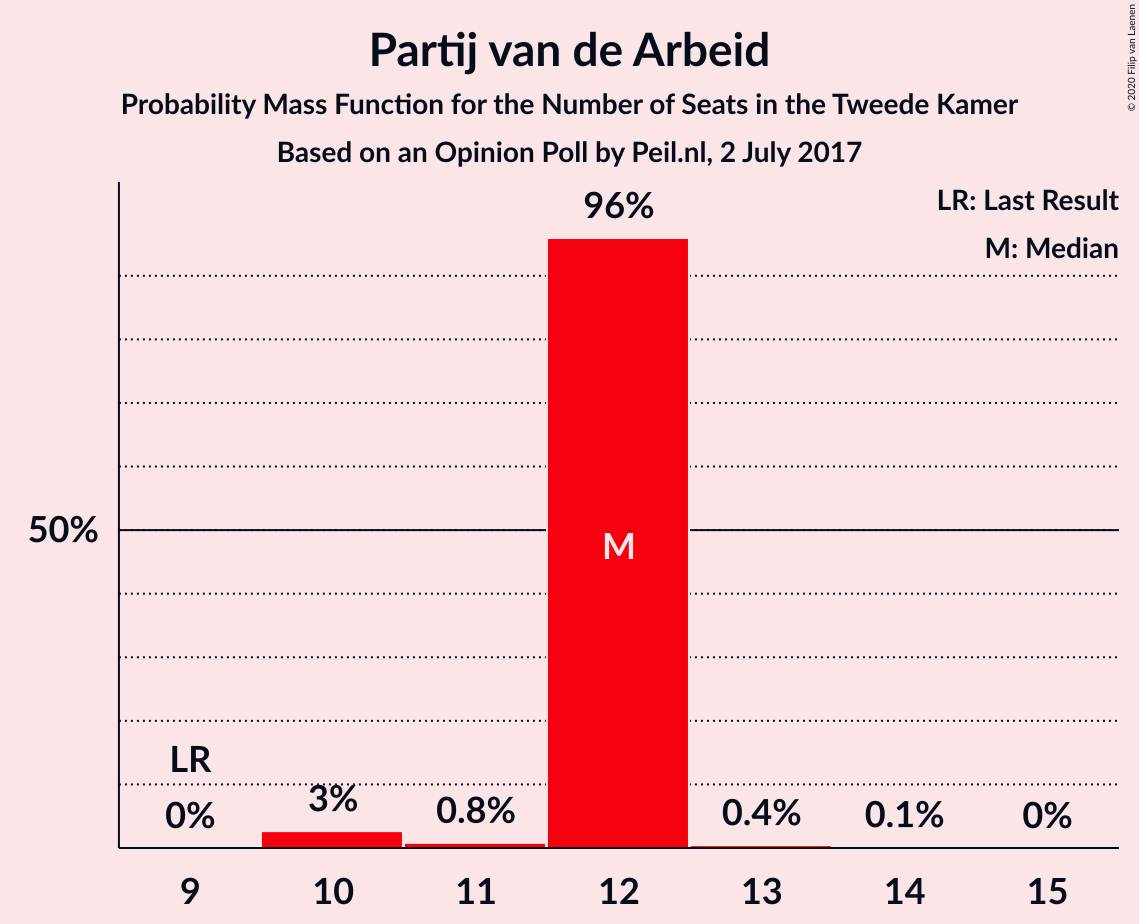 Partij van de Arbeid
Probability Mass Function for the Number of Seats in the Tweede Kamer
Based on an Opinion Poll by Peil.nl, 2 July 2017
© 2020 Filip van Laenen
LR: Last Result
M: Median
96%
50%
M
LR
0%
3%
0.8%
0.4%
0.1%
0%
9 10 11 12 13 14 15